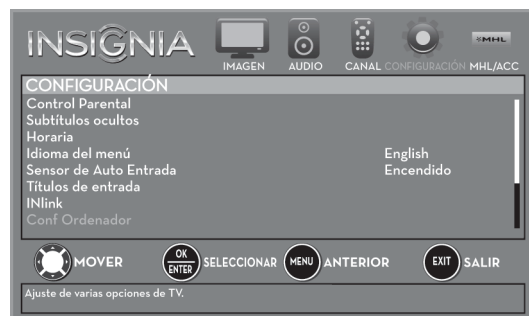 INSIGNIA
IMAGEN AUDIO CANAL CONFIGURACIÓN MHL/ACC
MHL
CONFIGURACIÓN
Control Parental
Subtítulos ocultos
Horaria
Idioma del menú English
Sensor de Auto Entrada Encendido
Títulos de entrada
INlink
Conf Ordenador
MOVER OK ENTER SELECCIONAR MENU ANTERIOR EXIT SALIR
Ajuste de varias opciones de TV.